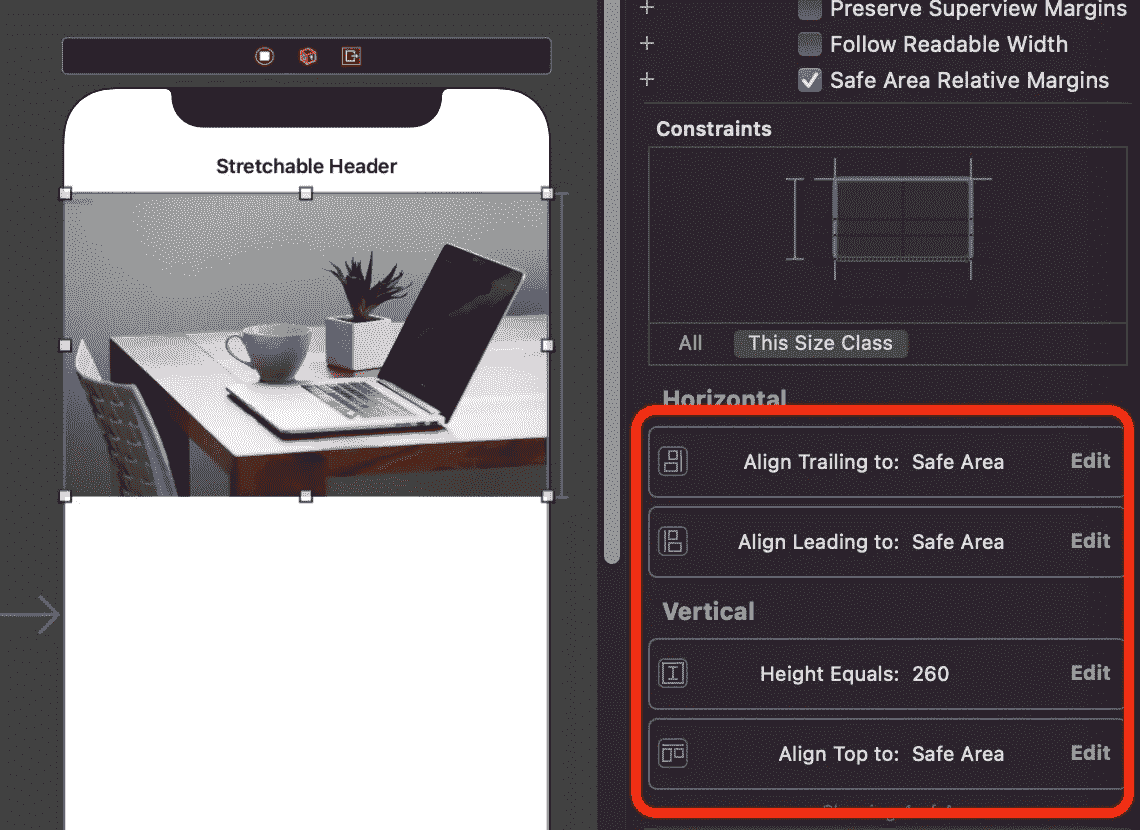 Stretchable Header
Preserve Superview Margins
Follow Readable Width
Safe Area Relative Margins
Constraints
All This Size Class
Horizontal
Align Trailing to: Safe Area Edit
Align Leading to: Safe Area Edit
Vertical
Height Equals: 260 Edit
Align Top to: Safe Area Edit